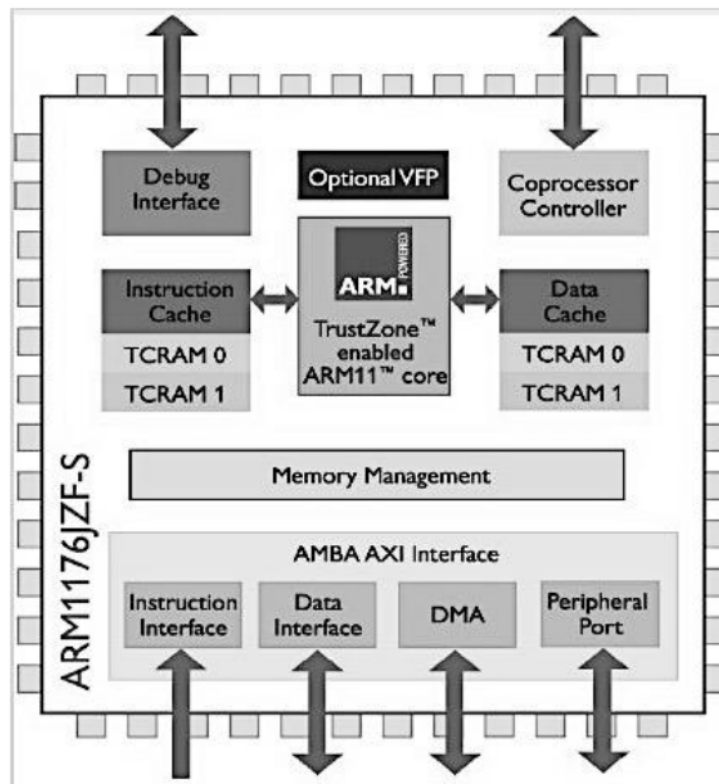 Debug
Interface
Optional VFP
Coprocessor
Controller
ARM
POWERED
Instruction
Cache
TCRAM 0
TCRAM 1
TrustZone™
enabled
ARM11™ core
Data
Cache
TCRAM 0
TCRAM 1
Memory Management
ARM1176JZF-S
AMBA AXI Interface
Instruction
Interface
Data
Interface
DMA
Peripheral
Port